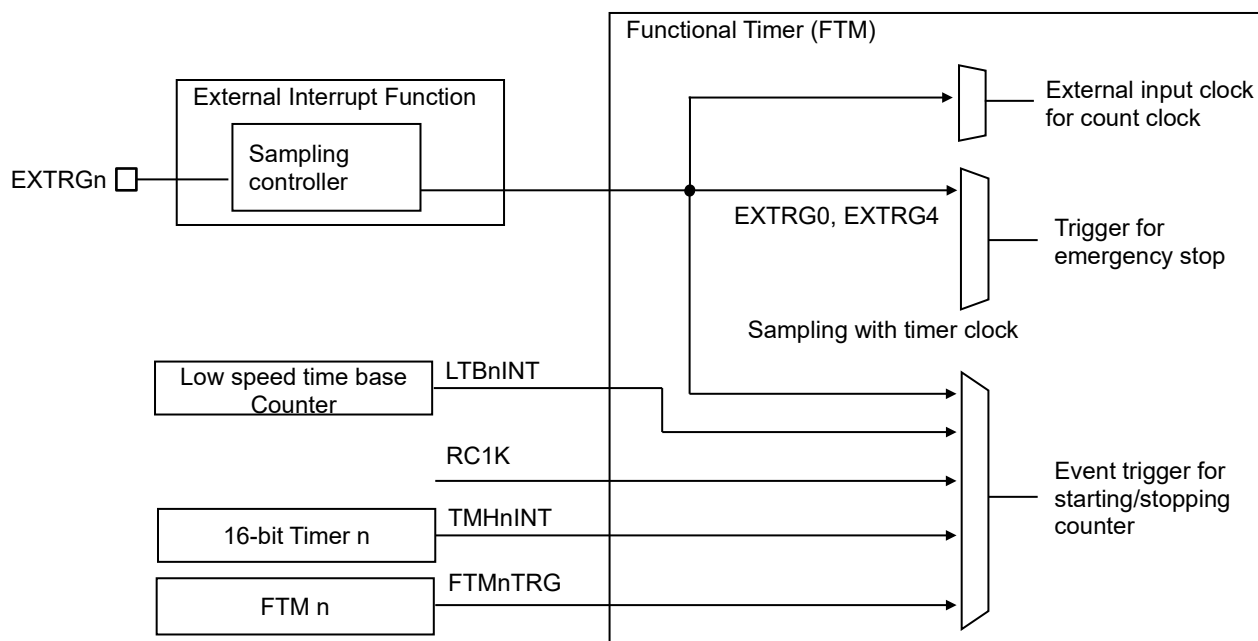 Functional Timer (FTM)
External Interrupt Function
Sampling
controller
EXTRGn
External input clock
for count clock
EXTRG0, EXTRG4
Trigger for
emergency stop
Sampling with timer clock
Low speed time base
Counter
LTBnINT
RC1K
16-bit Timer n
TMHnINT
FTM n
FTMnTRG
Event trigger for
starting/stopping
counter